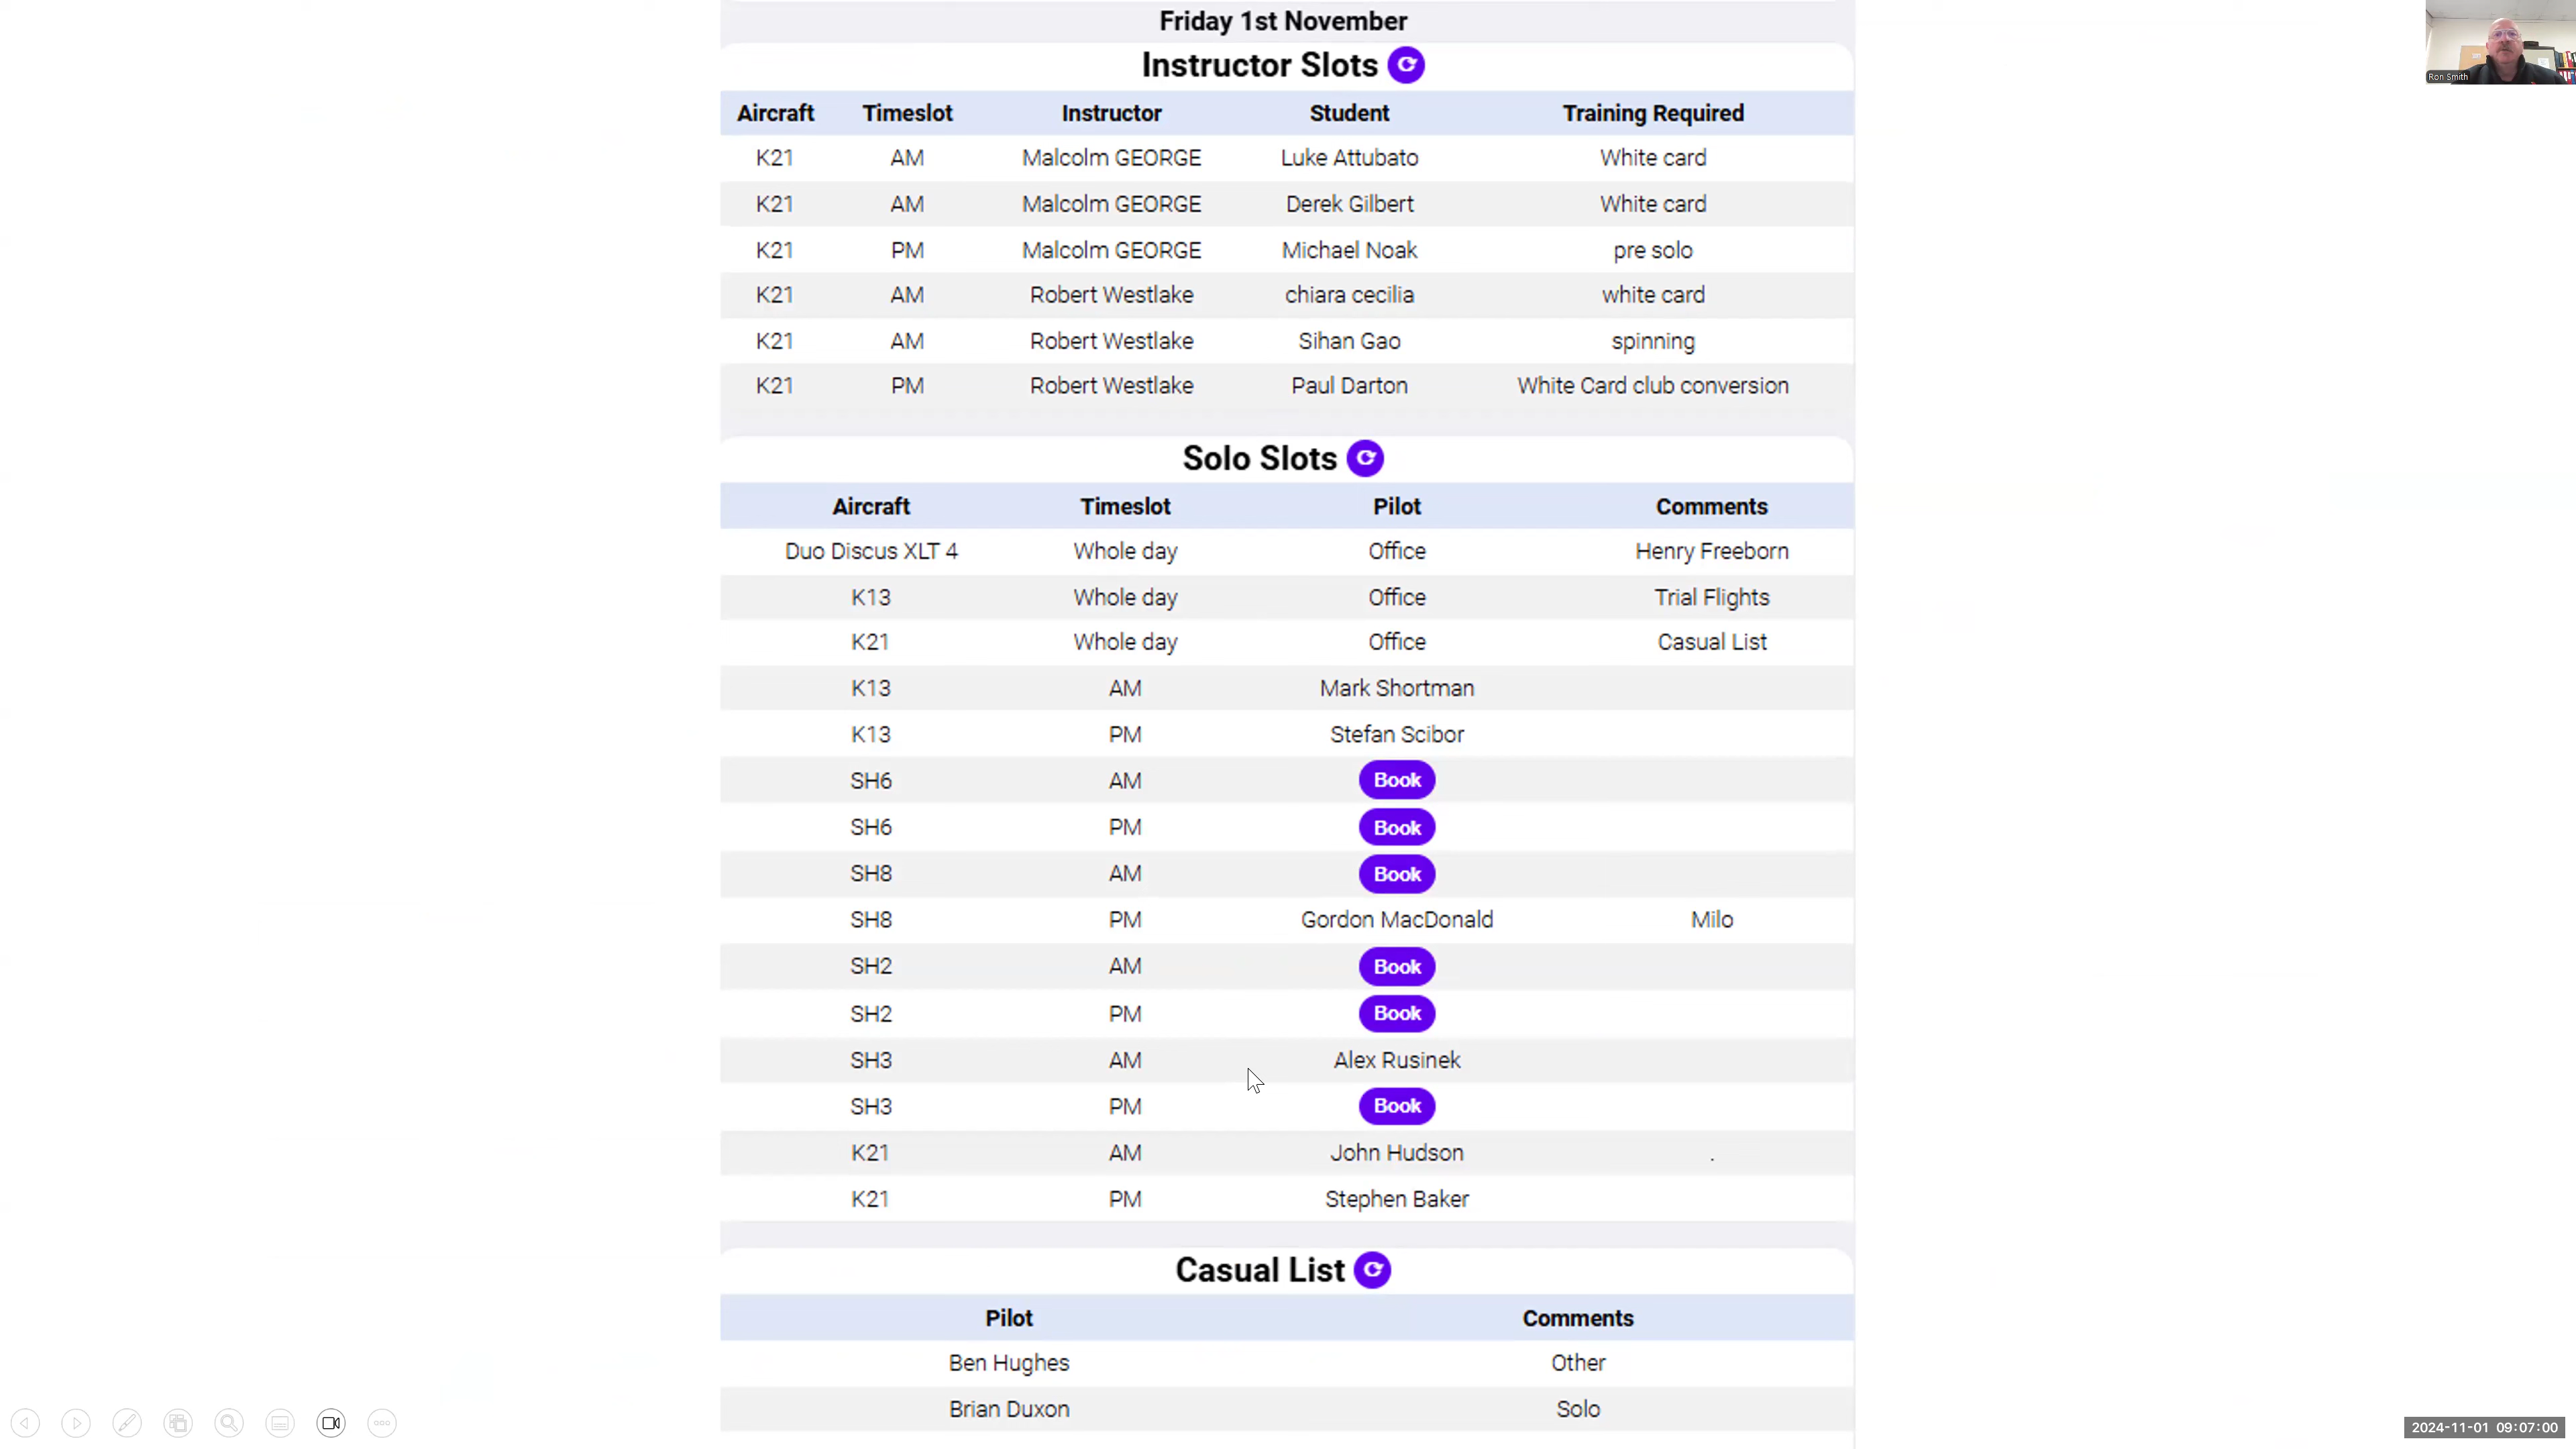 Friday 1st November
Instructor Slots
Aircraft Timeslot Instructor Student Training Required
K21 AM Malcolm GEORGE Luke Attubato White card
K21 AM Malcolm GEORGE Derek Gilbert White card
K21 PM Malcolm GEORGE Michael Noak pre solo
K21 AM Robert Westlake chiara cecilia white card
K21 AM Robert Westlake Sihan Gao spinning
K21 PM Robert Westlake Paul Darton White Card club conversion
Solo Slots
Aircraft Timeslot Pilot Comments
Duo Discus XLT 4 Whole day Office Henry Freeborn
K13 Whole day Office Trial Flights
K21 Whole day Office Casual List
K13 AM Mark Shortman
K13 PM Stefan Scibor
SH6 AM Book
SH6 PM Book
SH8 AM Book
SH8 PM Gordon MacDonald Milo
SH2 AM Book
SH2 PM Book
SH3 AM Alex Rusinek
SH3 PM Book
K21 AM John Hudson .
K21 PM Stephen Baker
Casual List
Pilot Comments
Ben Hughes Other
Brian Duxon Solo
Ron Smith
2024-11-01 09:07:00